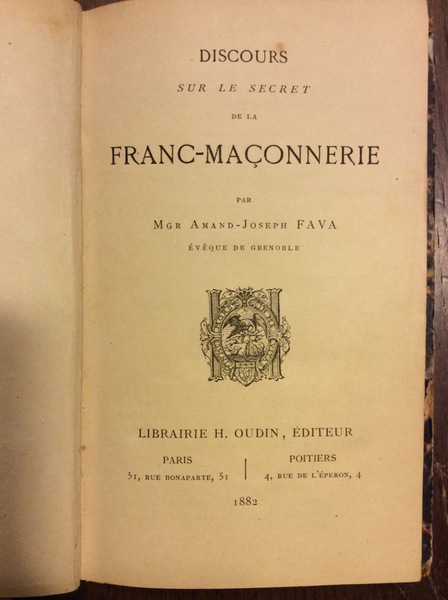 DISCOURS
SUR LE SECRET
DE LA
FRANC-MAÇONNERIE
PAR
MGR AMAND-JOSEPH FAVA
ÉVÊQUE DE GRENOBLE
LIBRAIRIE H. OUDIN, ÉDITEUR
PARIS
51, RUE BONAPARTE, 51
POITIERS
4, RUE DE L'ÉPERON, 4
1882